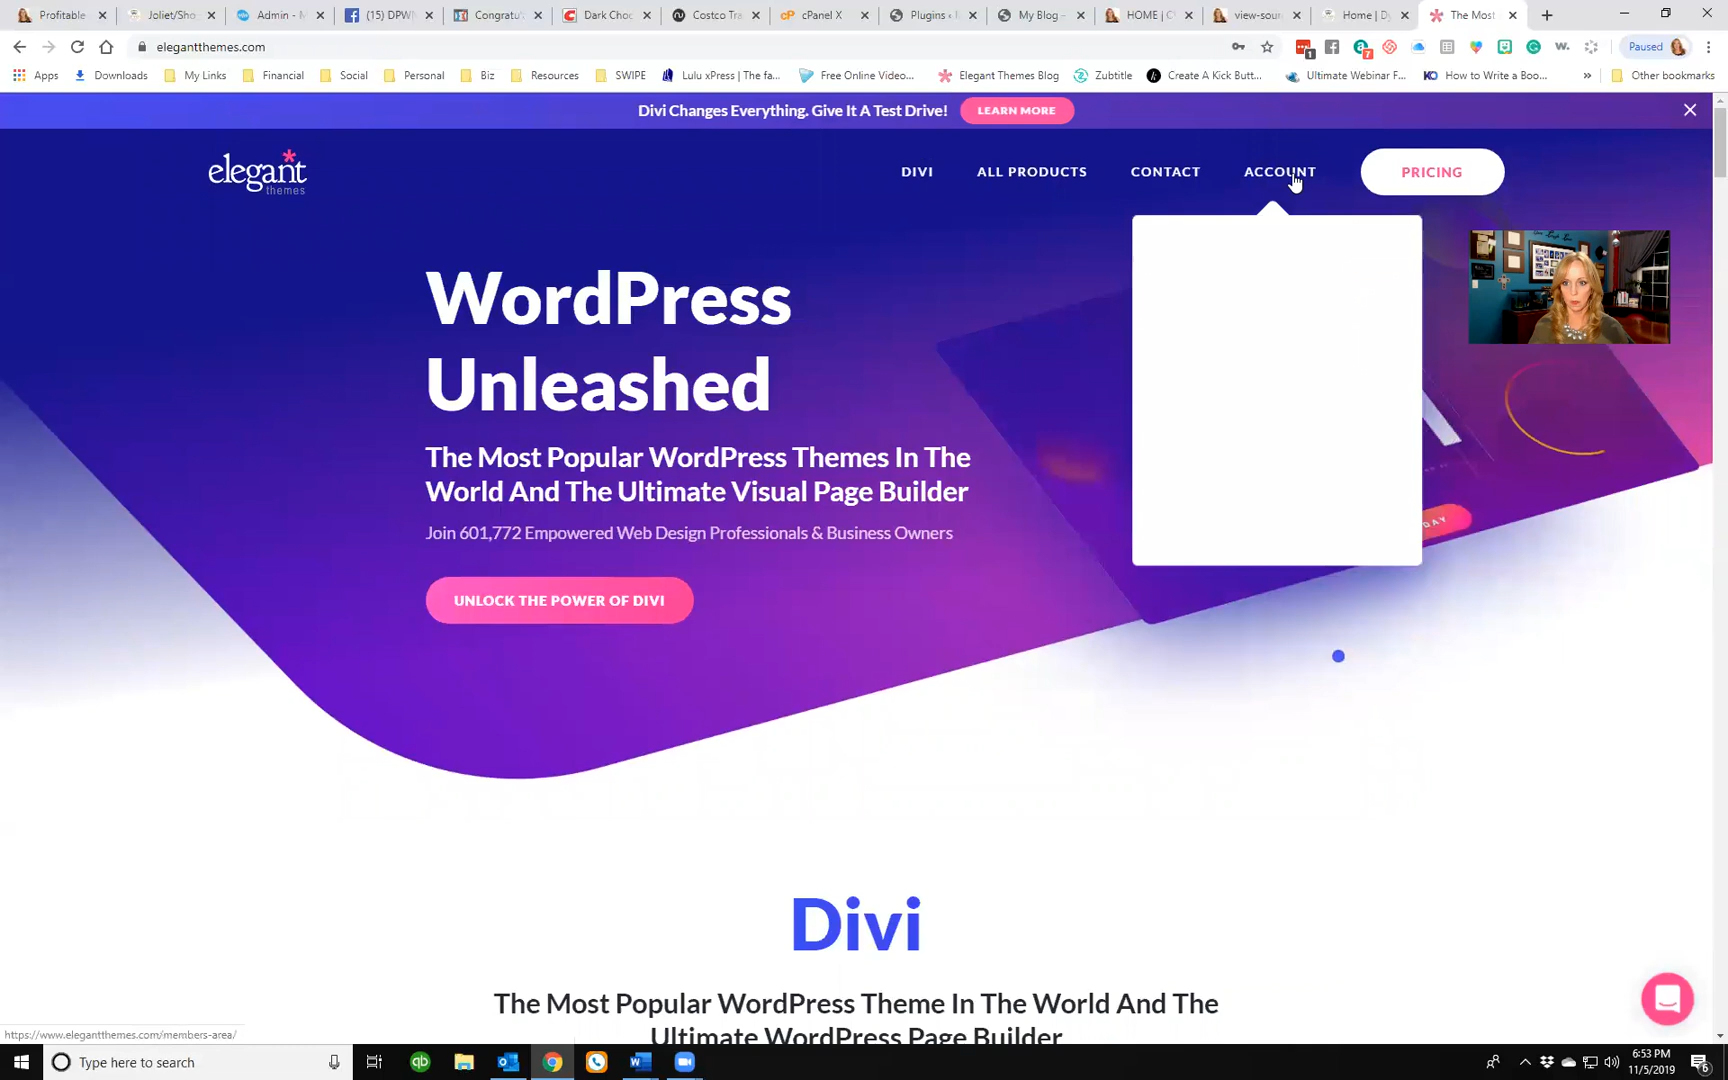 Profitable
Joliet/Sho
Admin - M
(15) DPWN
Congratu
Dark Choc
Costco Tra
cPanel X
Plugins ‹
My Blog –
HOME | C
view-sour
Home | Dy
The Most
elegantthemes.com
Paused
Apps
Downloads
My Links
Financial
Social
Personal
Biz
Resources
SWIPE
Lulu xPress | The fa...
Free Online Video...
Elegant Themes Blog
Zubtitle
Create A Kick Butt...
Ultimate Webinar F...
How to Write a Boo...
Other bookmarks
Divi Changes Everything. Give It A Test Drive!
LEARN MORE
elegant
themes
DIVI
ALL PRODUCTS
CONTACT
ACCOUNT
PRICING
WordPress
Unleashed
The Most Popular WordPress Themes In The
World And The Ultimate Visual Page Builder
Join 601,772 Empowered Web Design Professionals & Business Owners
UNLOCK THE POWER OF DIVI
DAY
Divi
The Most Popular WordPress Theme In The World And The
Ultimate WordPress Page Builder
https://www.elegantthemes.com/members-area/
Type here to search
6:53 PM
11/5/2019